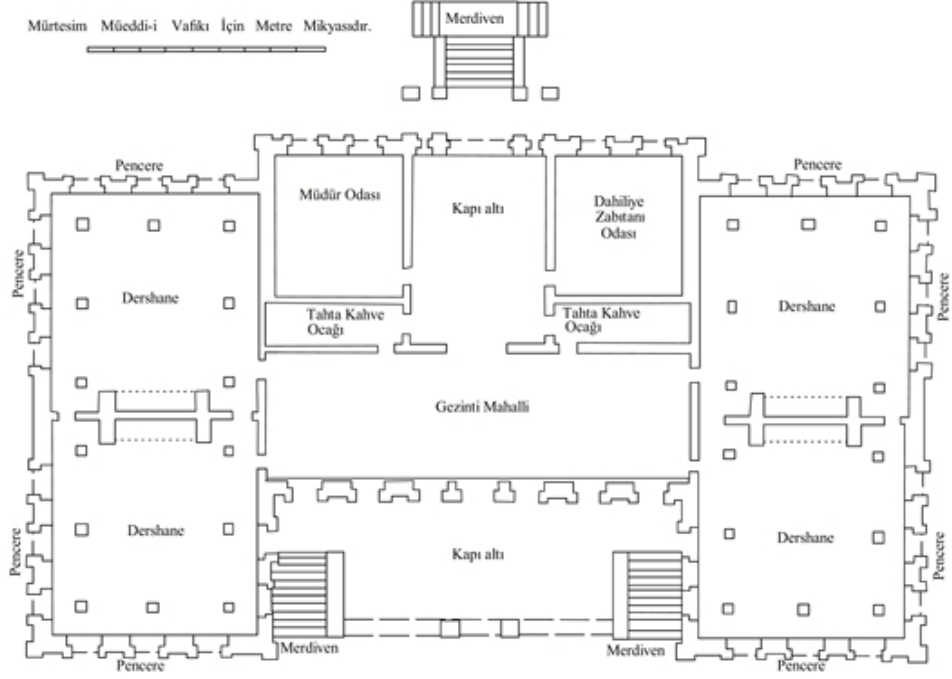 Merdiven
Mürtesim Müeddi-i Vafikı İçin Metre Mikyasıdır.
Pencere
Pencere
Müdür Odası
Kapı altı
Dahiliye
Zabıtanı
Odası
Pencere
Pencere
Dershane
Dershane
Tahta Kahve
Ocağı
Tahta Kahve
Ocağı
Gezinti Mahalli
Dershane
Dershane
Pencere
Pencere
Kapı altı
Merdiven
Merdiven
Pencere
Pencere